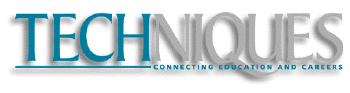 TECHNIQUES
CONNECTING EDUCATION AND CAREERS